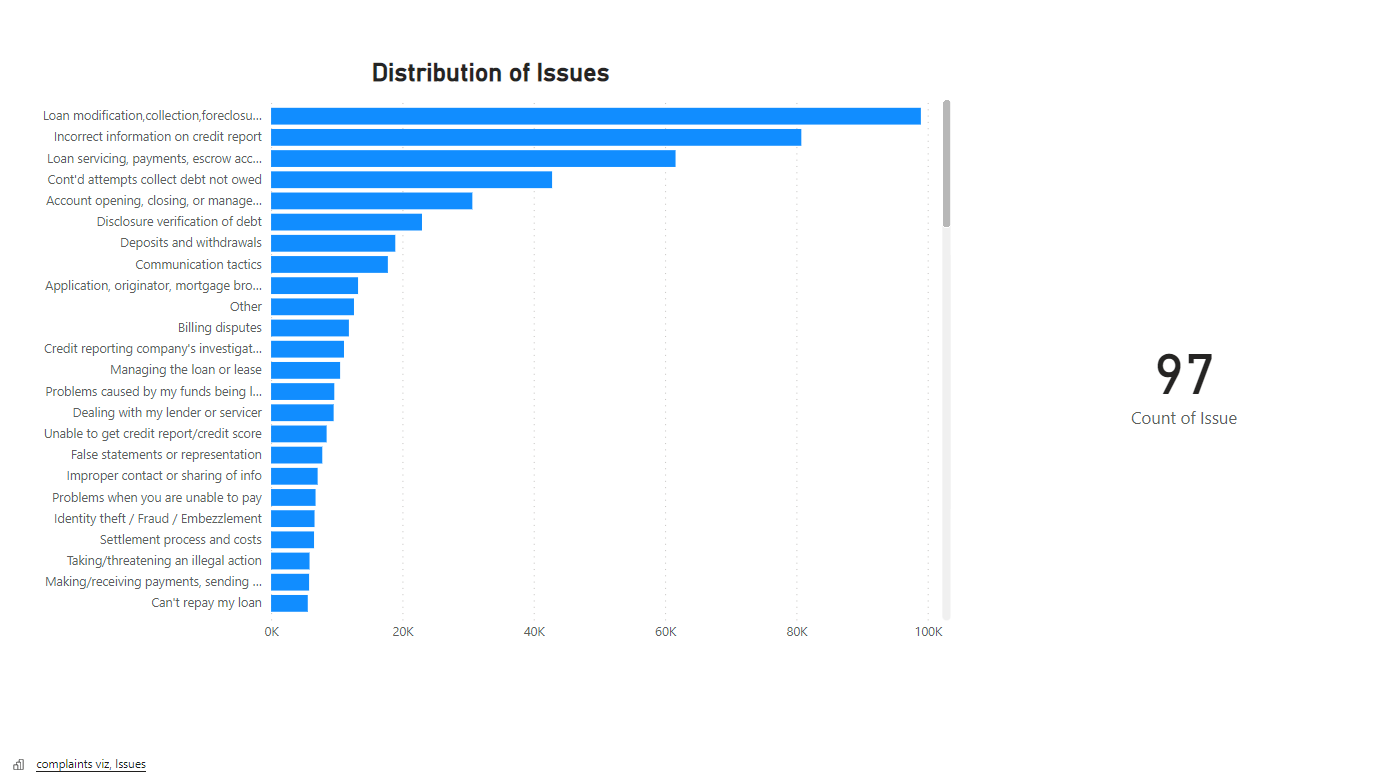 Distribution of Issues
Loan modification,collection,foreclosu...
Incorrect information on credit report
Loan servicing, payments, escrow acc...
Cont'd attempts collect debt not owed
Account opening, closing, or manage...
Disclosure verification of debt
Deposits and withdrawals
Communication tactics
Application, originator, mortgage bro...
Other
Billing disputes
Credit reporting company's investigat...
Managing the loan or lease
Problems caused by my funds being l...
Dealing with my lender or servicer
Unable to get credit report/credit score
False statements or representation
Improper contact or sharing of info
Problems when you are unable to pay
Identity theft / Fraud / Embezzlement
Settlement process and costs
Taking/threatening an illegal action
Making/receiving payments, sending ...
Can't repay my loan
0K 20K 40K 60K 80K 100K
97
Count of Issue
complaints viz, Issues